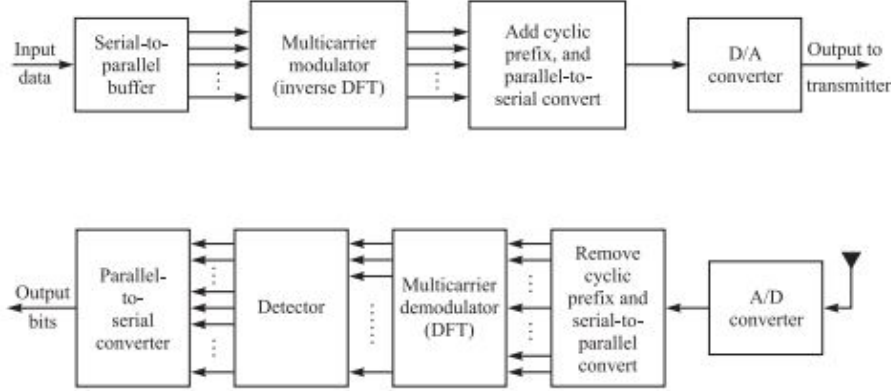 Input
data
Serial-to-
parallel
buffer
Multicarrier
modulator
(inverse DFT)
Add cyclic
prefix, and
parallel-to-
serial convert
D/A
converter
Output to
transmitter
Output
bits
Parallel-
to-
serial
converter
Detector
Multicarrier
demodulator
(DFT)
Remove
cyclic
prefix and
serial-to-
parallel
convert
A/D
converter